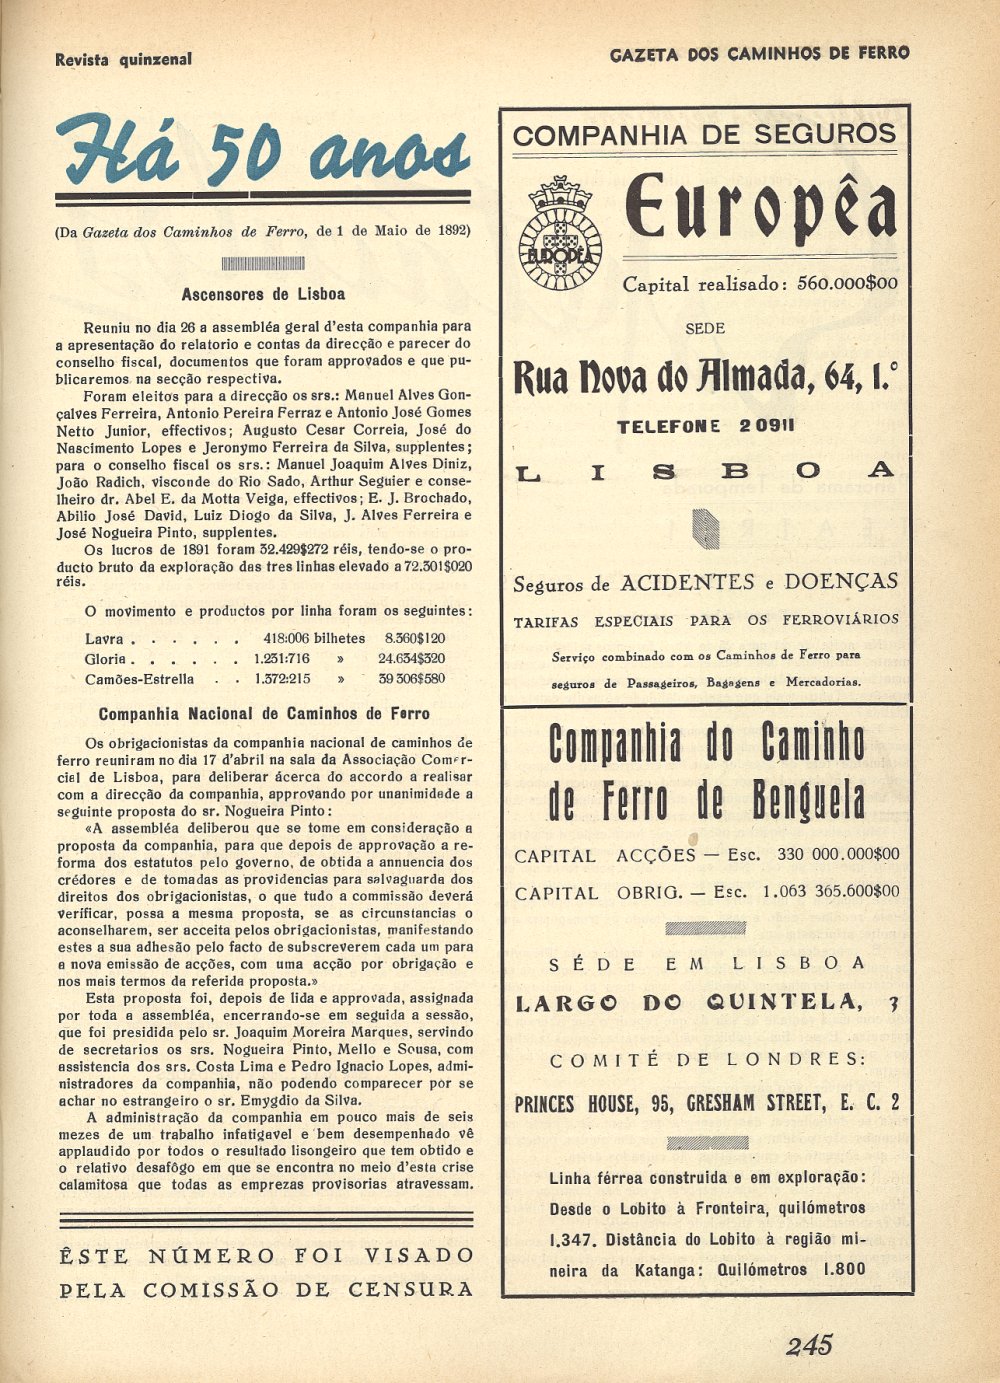 Revista quinzenal
GAZETA DOS CAMINHOS DE FERRO
Há 50 anos
(Da Gazeta dos Caminhos de Ferro, de 1 de Maio de 1892)
Ascensores de Lisboa
Reuniu no dia 26 a assembléa geral d'esta companhia para
a apresentação do relatorio e contas da direcção e parecer do
conselho fiscal, documentos que foram approvados e que pu-
blicaremos na secção respectiva.
Foram eleitos para a direcção os srs.: Manuel Alves Gon-
çalves Ferreira, Antonio Pereira Ferraz e Antonio José Gomes
Netto Junior, effectivos; Augusto Cesar Correia, José do
Nascimento Lopes e Jeronymo Ferreira da Silva, supplentes;
para o conselho fiscal os srs.: Manuel Joaquim Alves Diniz,
João Radich, visconde do Rio Sado, Arthur Seguier e conse-
lheiro dr. Abel E. da Motta Veiga, effectivos; E. J. Brochado,
Abilio José David, Luiz Diogo da Silva, J. Alves Ferreira e
José Nogueira Pinto, supplentes.
Os lucros de 1891 foram 32.429$272 réis, tendo-se o pro-
ducto bruto da exploração das tres linhas elevado a 72.301$020
réis.
O movimento e productos por linha foram os seguintes:
Lavra . . . . . . 418:006 bilhetes 8.360$120
Gloria . . . . . . 1.231:716 » 24.634$320
Camões-Estrella . . 1.372:215 » 39 306$580
Companhia Nacional de Caminhos de Ferro
Os obrigacionistas da companhia nacional de caminhos de
ferro reuniram no dia 17 d'abril na sala da Associação Comer-
ciel de Lisboa, para deliberar ácerca do accordo a realisar
com a direcção da companhia, approvando por unanimidade a
seguinte proposta do sr. Nogueira Pinto:
«A assembléa deliberou que se tome em consideração a
proposta da companhia, para que depois de approvação a re-
forma dos estatutos pelo governo, de obtida a annuencia dos
crédores e de tomadas as providencias para salvaguarda dos
direitos dos obrigacionistas, o que tudo a commissão deverá
verificar, possa a mesma proposta, se as circunstancias o
aconselharem, ser acceita pelos obrigacionistas, manifestando
estes a sua adhesão pelo facto de subscreverem cada um para
a nova emissão de acções, com uma acção por obrigação e
nos mais termos da referida proposta.»
Esta proposta foi, depois de lida e approvada, assignada
por toda a assembléa, encerrando-se em seguida a sessão,
que foi presidida pelo sr. Joaquim Moreira Marques, servindo
de secretarios os srs. Nogueira Pinto, Mello e Sousa, com
assistencia dos srs. Costa Lima e Pedro Ignacio Lopes, admi-
nistradores da companhia, não podendo comparecer por se
achar no estrangeiro o sr. Emygdio da Silva.
A administração da companhia em pouco mais de seis
mezes de um trabalho infatigavel e bem desempenhado vê
applaudido por todos o resultado lisongeiro que tem obtido e
o relativo desafôgo em que se encontra no meio d'esta crise
calamitosa que todas as emprezas provisorias atravessam.
ÊSTE NÚMERO FOI VISADO
PELA COMISSÃO DE CENSURA
COMPANHIA DE SEGUROS
EUROPÊA
Europêa
Capital realisado: 560.000$00
SEDE
Rua Nova do Almada, 64, 1.°
TELEFONE 2 0911
LISBOA
Seguros de ACIDENTES e DOENÇAS
TARIFAS ESPECIAIS PARA OS FERROVIÁRIOS
Serviço combinado com os Caminhos de Ferro para
seguros de Passageiros, Bagagens e Mercadorias.
Companhia do Caminho
de Ferro de Benguela
CAPITAL ACÇÕES — Esc. 330 000.000$00
CAPITAL OBRIG. — Esc. 1.063 365.600$00
SÉDE EM LISBOA
LARGO DO QUINTELA, 3
COMITÉ DE LONDRES:
PRINCES HOUSE, 95, GRESHAM STREET, E. C. 2
Linha férrea construida e em exploração:
Desde o Lobito à Fronteira, quilómetros
1.347. Distância do Lobito à região mi-
neira da Katanga: Quilómetros 1.800
245